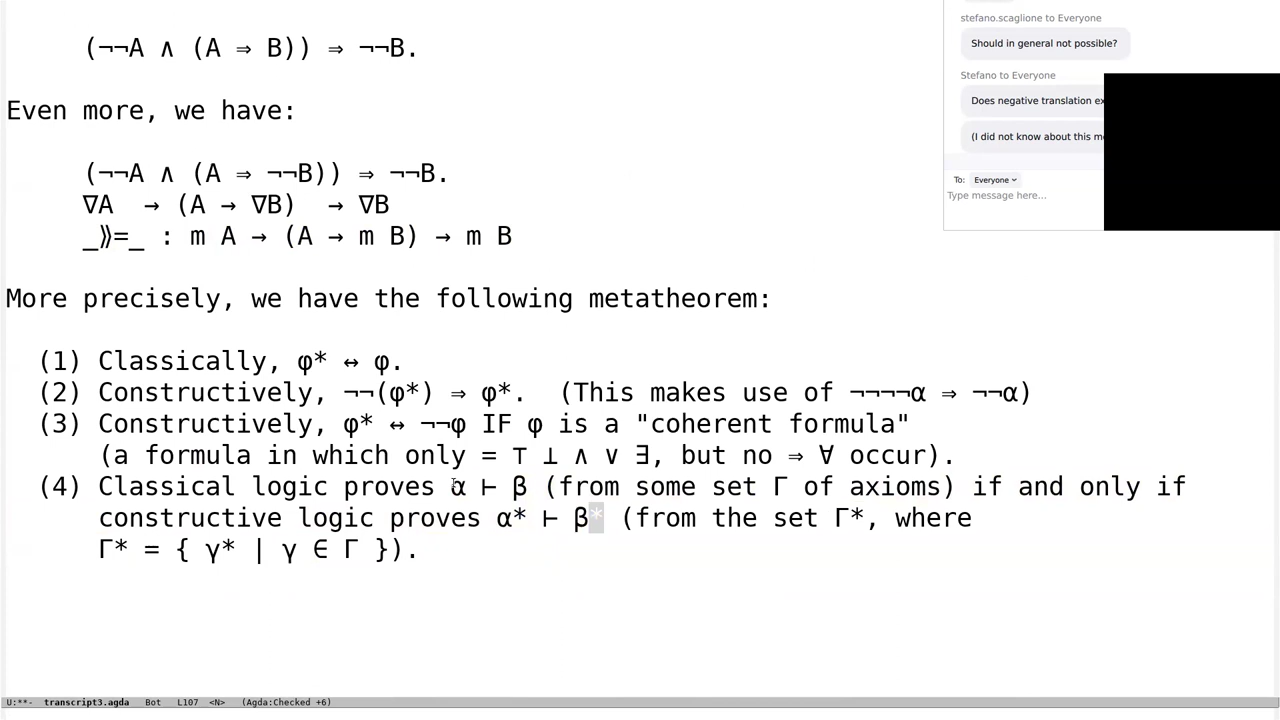 (¬¬A ∧ (A ⇒ B)) ⇒ ¬¬B.
Even more, we have:
(¬¬A ∧ (A ⇒ ¬¬B)) ⇒ ¬¬B.
∇A → (A → ∇B) → ∇B
_⟫=_ : m A → (A → m B) → m B
More precisely, we have the following metatheorem:
(1) Classically, φ* ↔ φ.
(2) Constructively, ¬¬(φ*) ⇒ φ*. (This makes use of ¬¬¬¬α ⇒ ¬¬α)
(3) Constructively, φ* ↔ ¬¬φ IF φ is a "coherent formula"
(a formula in which only = ⊤ ⊥ ∧ ∨ ∃, but no ⇒ ∀ occur).
(4) Classical logic proves α ⊢ β (from some set Γ of axioms) if and only if
constructive logic proves α* ⊢ β* (from the set Γ*, where
Γ* = { γ* | γ ∈ Γ }).
stefano.scaglione to Everyone
Should in general not possible?
Stefano to Everyone
Does negative translation
(I did not know about this
To: Everyone
Type message here...
U:**- transcript3.agda Bot L107 <N> (Agda:Checked +6)